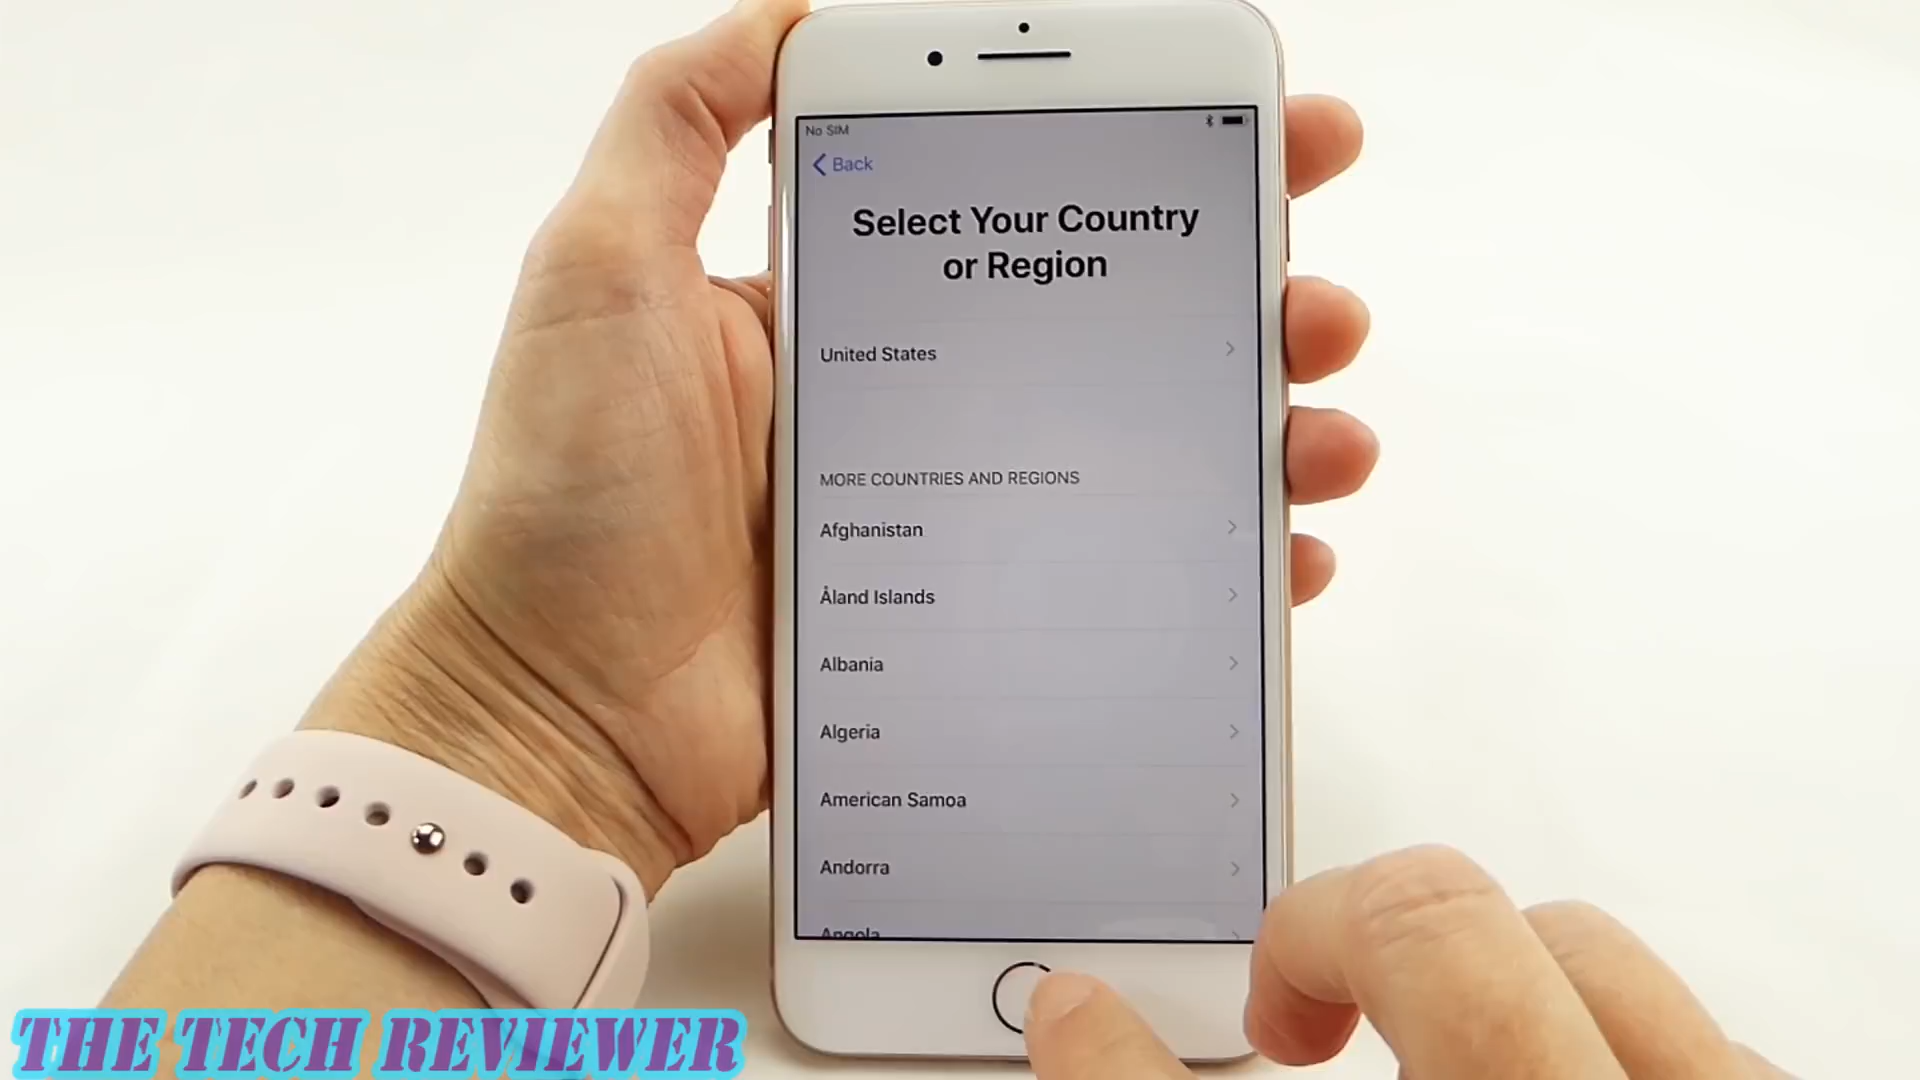 No SIM
Back
Select Your Country
or Region
United States
MORE COUNTRIES AND REGIONS
Afghanistan
Åland Islands
Albania
Algeria
American Samoa
Andorra
Angola
THE TECH REVIEWER